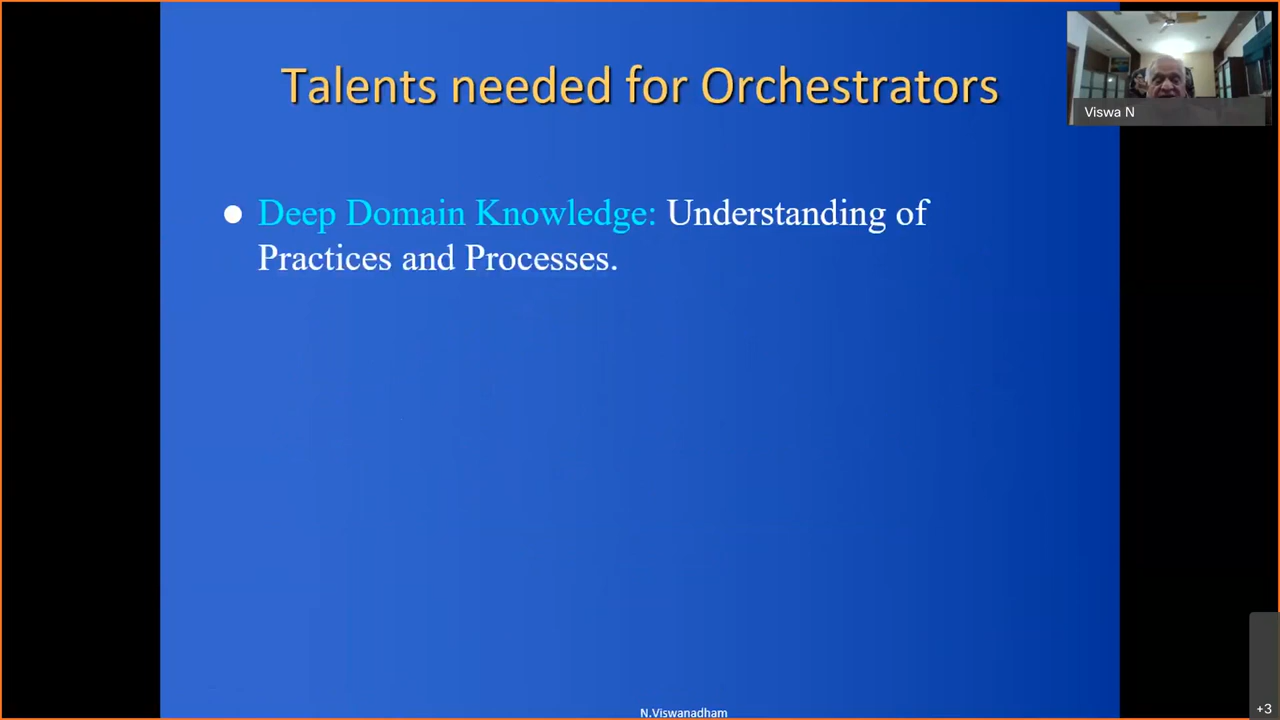 Talents needed for Orchestrators
Viswa N
● Deep Domain Knowledge: Understanding of
Practices and Processes.
+3
N.Viswanadham